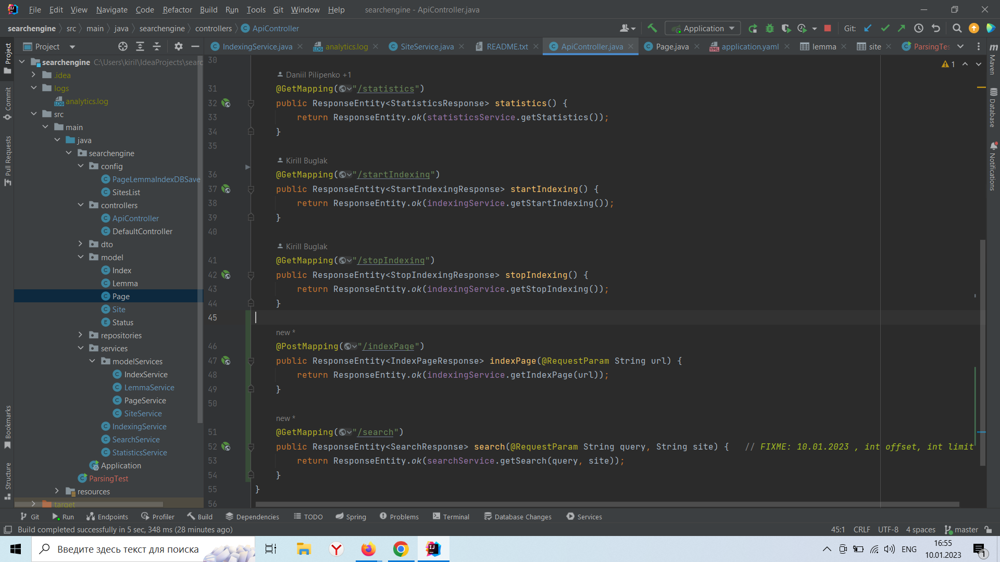 File Edit View Navigate Code Refactor Build Run Tools Git Window Help searchengine - ApiController.java
searchengine src main java searchengine controllers ApiController Application Git:
Project IndexingService.java analytics.log SiteService.java README.txt ApiController.java Page.java application.yaml lemma site ParsingTes
searchengine C:\Users\kiril\IdeaProjects\searc
.idea
logs
analytics.log
src
main
java
searchengine
config
PageLemmaIndexDBSave
SitesList
controllers
ApiController
DefaultController
dto
model
Index
Lemma
Page
Site
Status
repositories
services
modelServices
IndexService
LemmaService
PageService
SiteService
IndexingService
SearchService
StatisticsService
Application
ParsingTest
resources
target
Project
Commit
Pull Requests
Bookmarks
Structure
30
Daniil Pilipenko +1
31 @GetMapping("/statistics")
32 public ResponseEntity<StatisticsResponse> statistics() {
33 return ResponseEntity.ok(statisticsService.getStatistics());
34 }
35
Kirill Buglak
36 @GetMapping("/startIndexing")
37 public ResponseEntity<StartIndexingResponse> startIndexing() {
38 return ResponseEntity.ok(indexingService.getStartIndexing());
39 }
40
Kirill Buglak
41 @GetMapping("/stopIndexing")
42 public ResponseEntity<StopIndexingResponse> stopIndexing() {
43 return ResponseEntity.ok(indexingService.getStopIndexing());
44 }
45
new *
46 @PostMapping("/indexPage")
47 public ResponseEntity<IndexPageResponse> indexPage(@RequestParam String url) {
48 return ResponseEntity.ok(indexingService.getIndexPage(url));
49 }
50
new *
51 @GetMapping("/search")
52 public ResponseEntity<SearchResponse> search(@RequestParam String query, String site) { // FIXME: 10.01.2023 , int offset, int limit
53 return ResponseEntity.ok(searchService.getSearch(query, site));
54 }
55 }
56
1
Maven
Database
Notifications
Git Run Endpoints Profiler Build Dependencies TODO Spring Problems Terminal Database Changes Services
Build completed successfully in 5 sec, 348 ms (28 minutes ago) 45:1 CRLF UTF-8 4 spaces master
Введите здесь текст для поиска ENG 16:55
10.01.2023 1